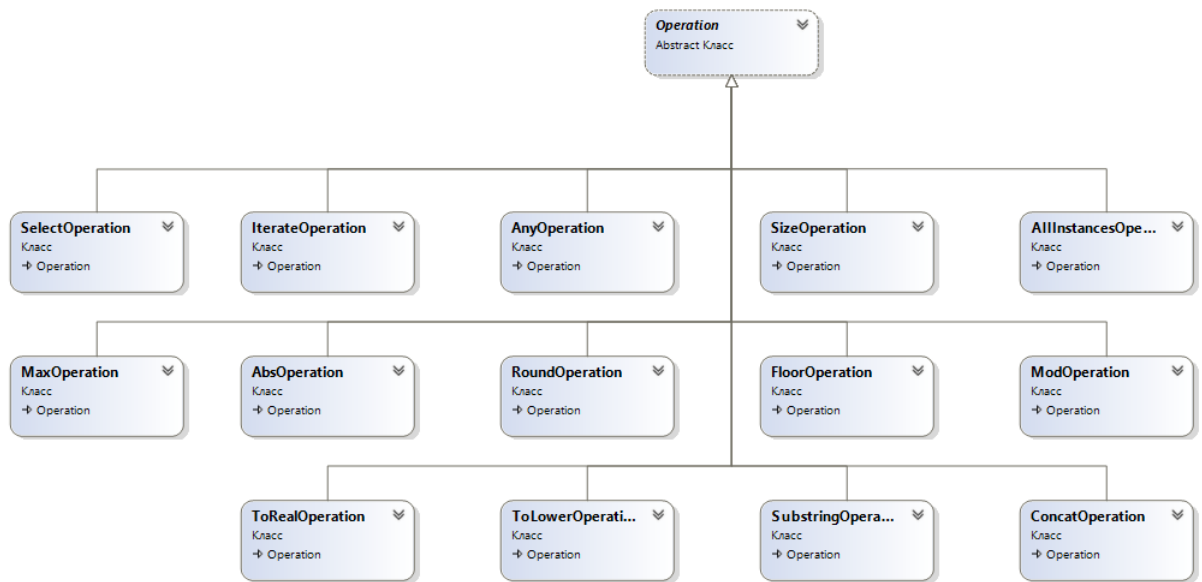 Operation
Abstract Класс
SelectOperation
Класс
Operation
IterateOperation
Класс
Operation
AnyOperation
Класс
Operation
SizeOperation
Класс
Operation
AllInstancesOpe...
Класс
Operation
MaxOperation
Класс
Operation
AbsOperation
Класс
Operation
RoundOperation
Класс
Operation
FloorOperation
Класс
Operation
ModOperation
Класс
Operation
ToRealOperation
Класс
Operation
ToLowerOperati...
Класс
Operation
SubstringOpera...
Класс
Operation
ConcatOperation
Класс
Operation